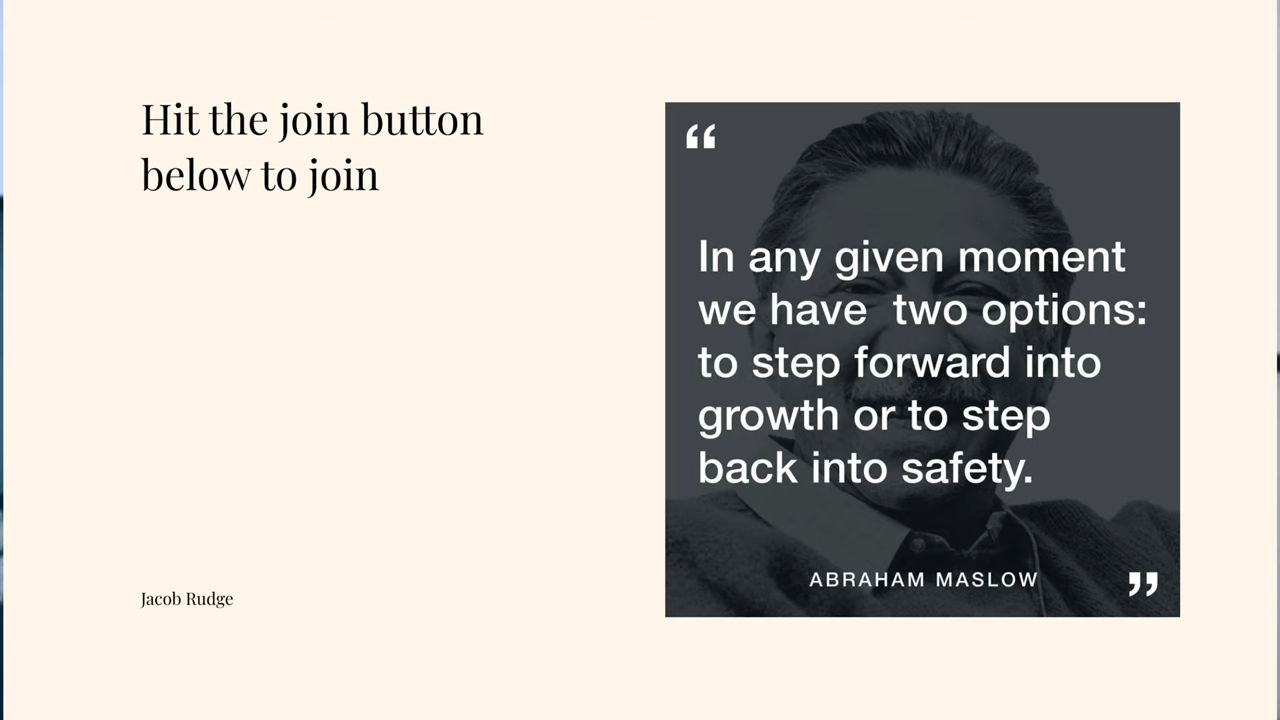 Hit the join button
below to join
Jacob Rudge
“
In any given moment
we have  two options:
to step forward into
growth or to step
back into safety.
ABRAHAM MASLOW
”